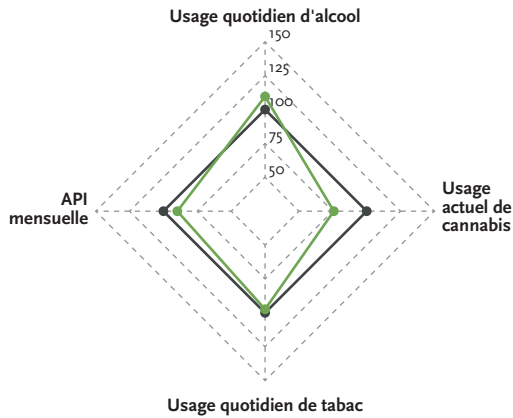 Usage quotidien d'alcool
150
125
100
75
50
API
mensuelle
Usage
actuel de
cannabis
Usage quotidien de tabac